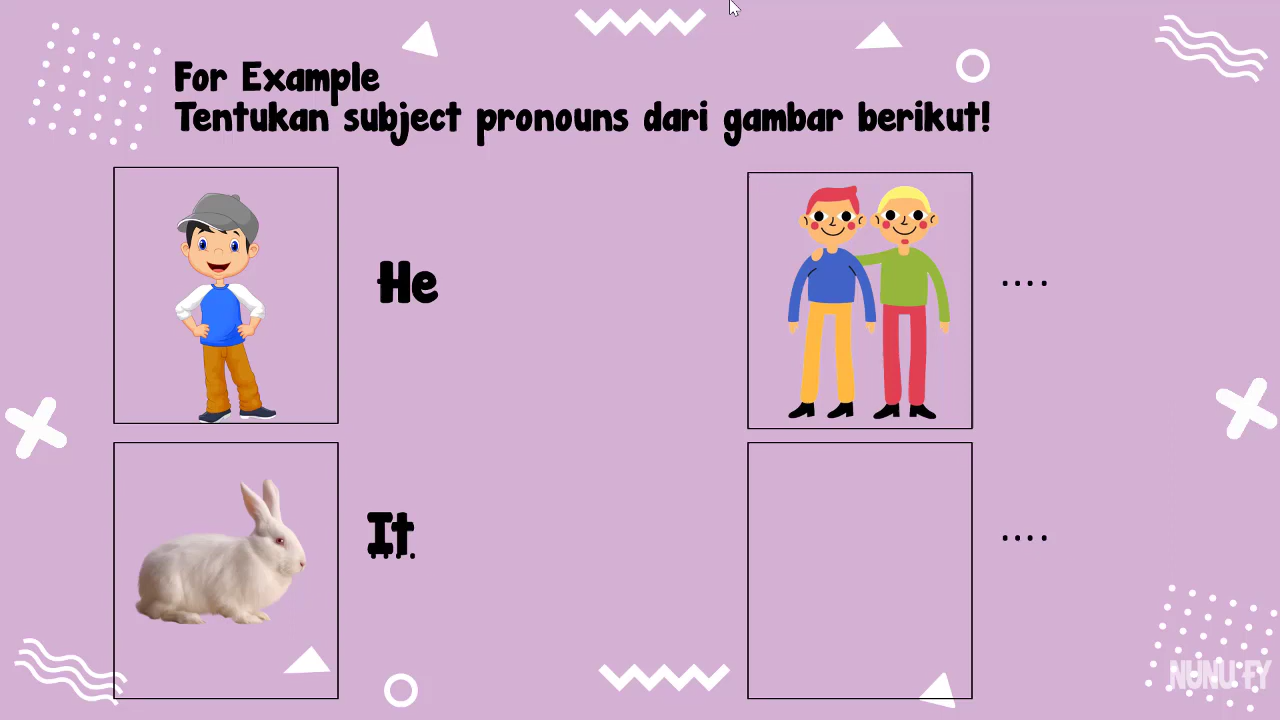 For Example
Tentukan subject pronouns dari gambar berikut!
He
....
It
....
....
NUNU FY